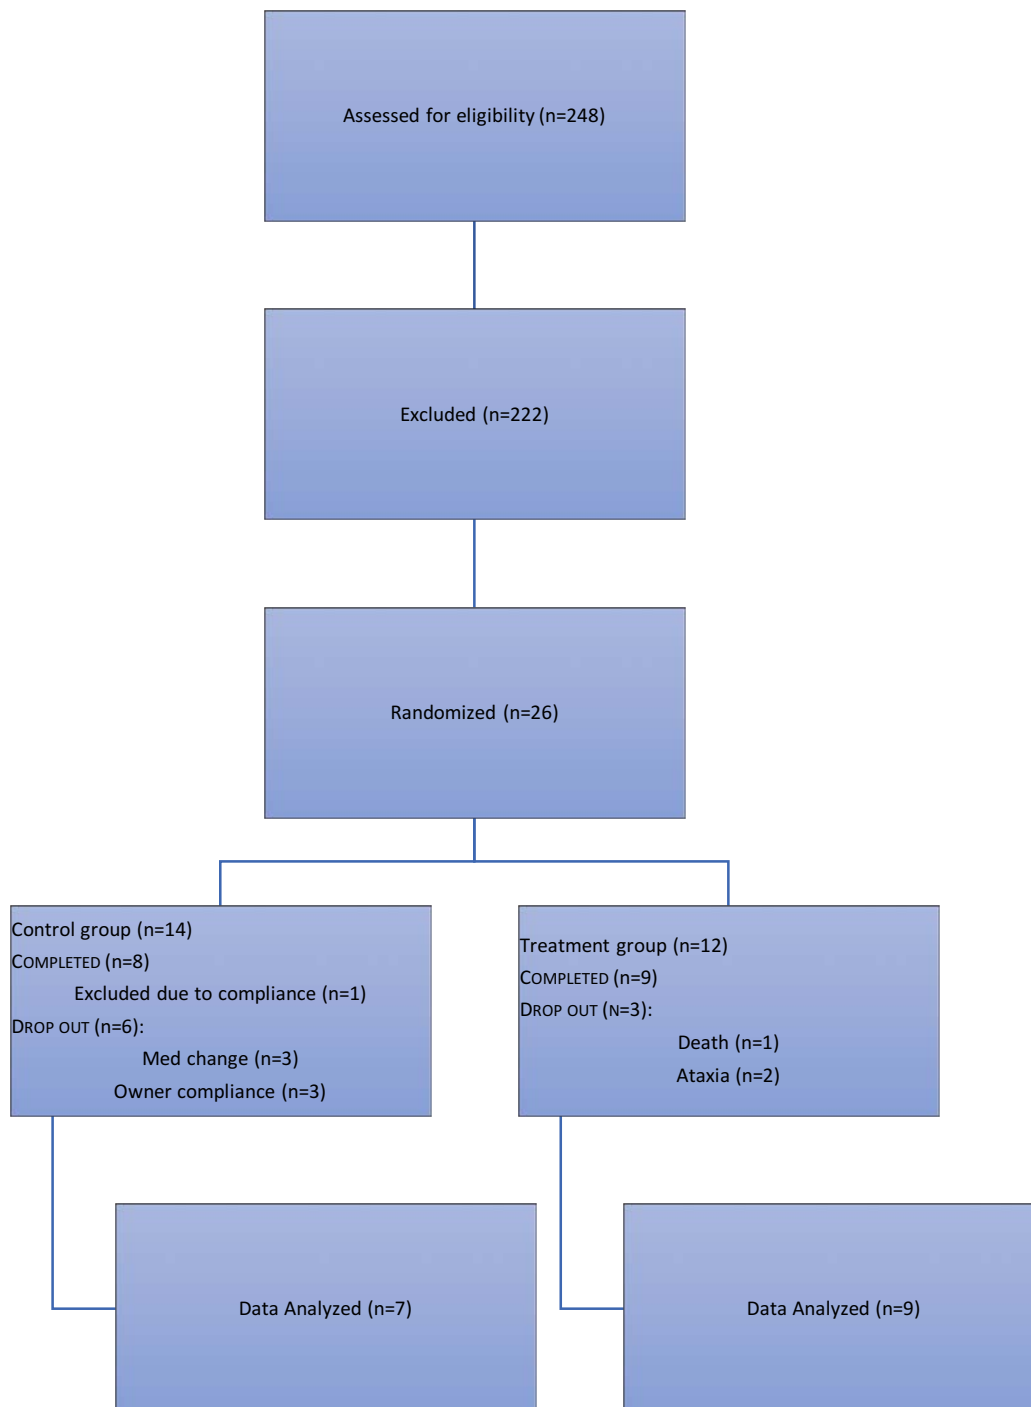 Assessed for eligibility (n=248)
Excluded (n=222)
Randomized (n=26)
Control group (n=14)
COMPLETED (n=8)
Excluded due to compliance (n=1)
DROP OUT (n=6):
Med change (n=3)
Owner compliance (n=3)
Treatment group (n=12)
COMPLETED (n=9)
DROP OUT (N=3):
Death (n=1)
Ataxia (n=2)
Data Analyzed (n=7)
Data Analyzed (n=9)